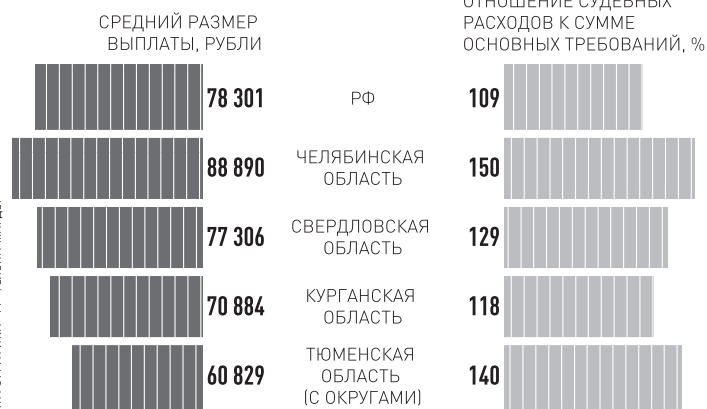 СРЕДНИЙ РАЗМЕР
ВЫПЛАТЫ, РУБЛИ
ОТНОШЕНИЕ СУДЕБНЫХ
РАСХОДОВ К СУММЕ
ОСНОВНЫХ ТРЕБОВАНИЙ, %
78 301 РФ 109
88 890 ЧЕЛЯБИНСКАЯ ОБЛАСТЬ 150
77 306 СВЕРДЛОВСКАЯ ОБЛАСТЬ 129
70 884 КУРГАНСКАЯ ОБЛАСТЬ 118
60 829 ТЮМЕНСКАЯ ОБЛАСТЬ (С ОКРУГАМИ) 140